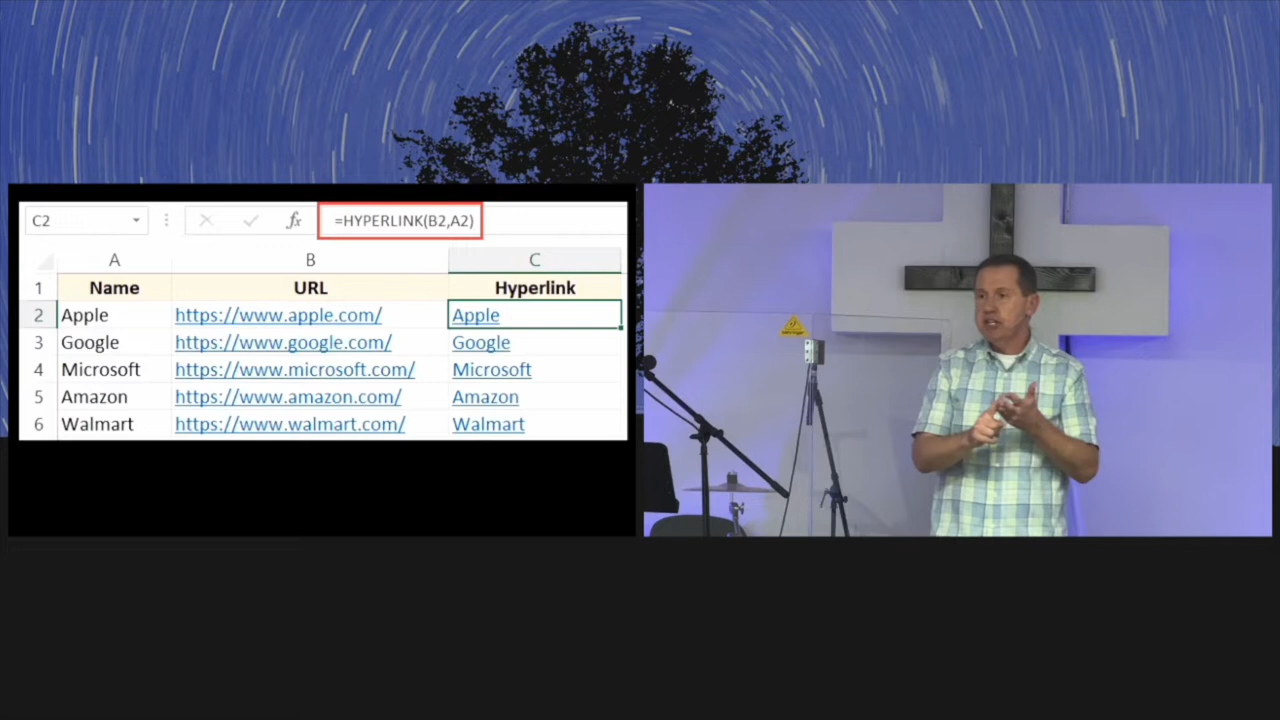 C2 fx =HYPERLINK(B2,A2)
A B C
1 Name URL Hyperlink
2 Apple https://www.apple.com/ Apple
3 Google https://www.google.com/ Google
4 Microsoft https://www.microsoft.com/ Microsoft
5 Amazon https://www.amazon.com/ Amazon
6 Walmart https://www.walmart.com/ Walmart